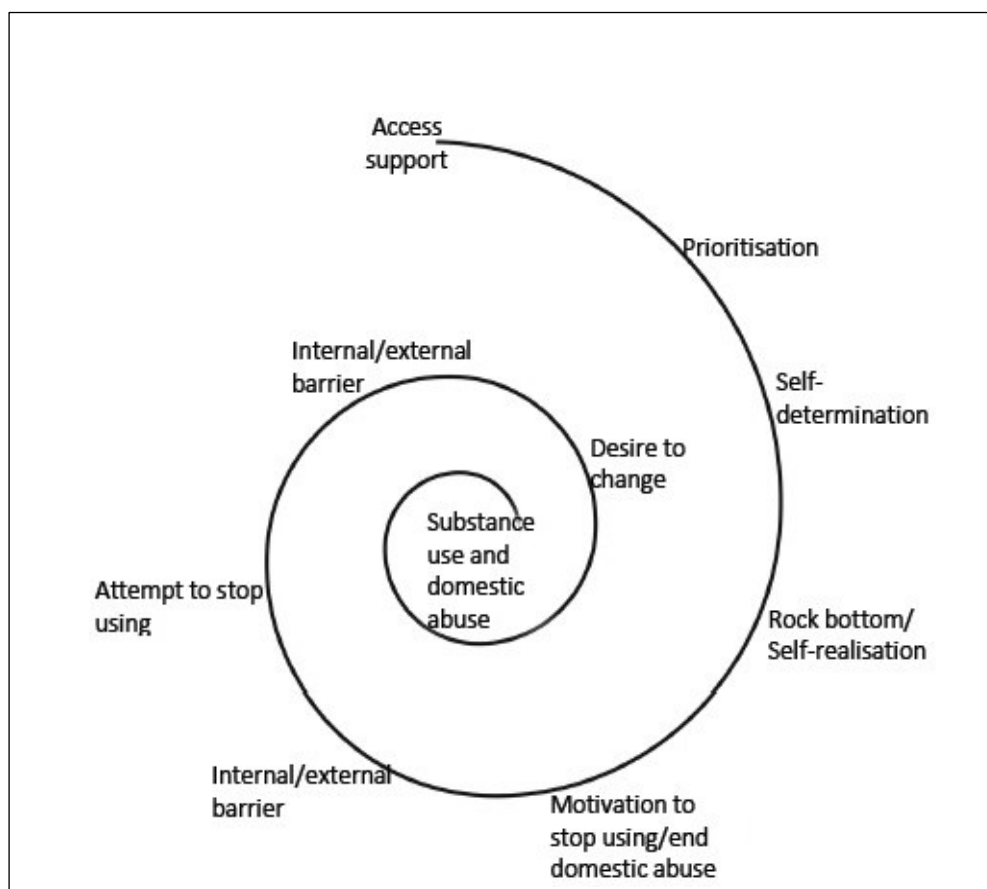 Access
support
Prioritisation
Internal/external
barrier
Self-
determination
Desire to
change
Substance
use and
domestic
abuse
Attempt to stop
using
Rock bottom/
Self-realisation
Internal/external
barrier
Motivation to
stop using/end
domestic abuse